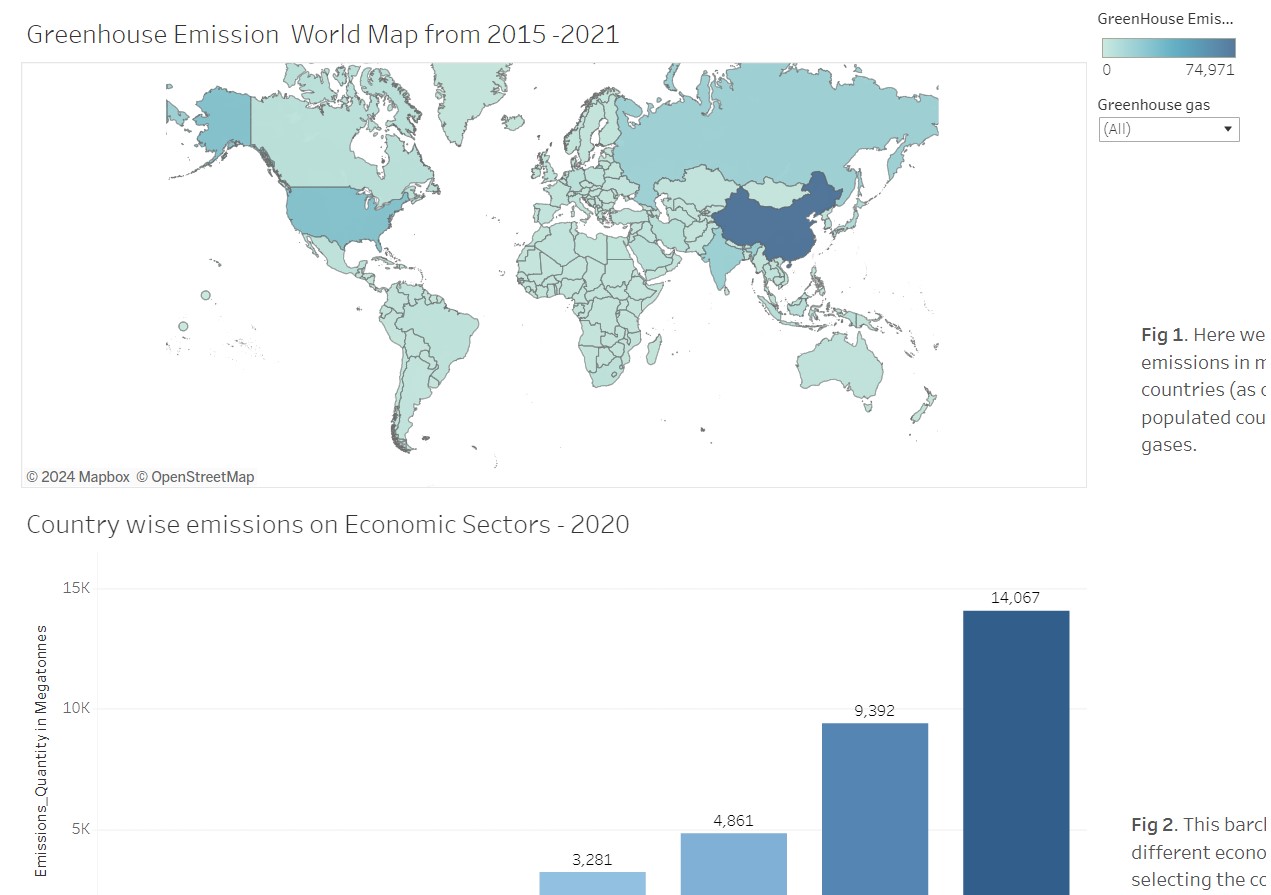 Greenhouse Emission  World Map from 2015 -2021
GreenHouse Emis...
0
74,971
Greenhouse gas
(All)
Fig 1. Here we
emissions in m
countries (as
populated cou
gases.
© 2024 Mapbox © OpenStreetMap
Country wise emissions on Economic Sectors - 2020
Emissions_Quantity in Megatonnes
15K
10K
5K
3,281
4,861
9,392
14,067
Fig 2. This barc
different econo
selecting the co